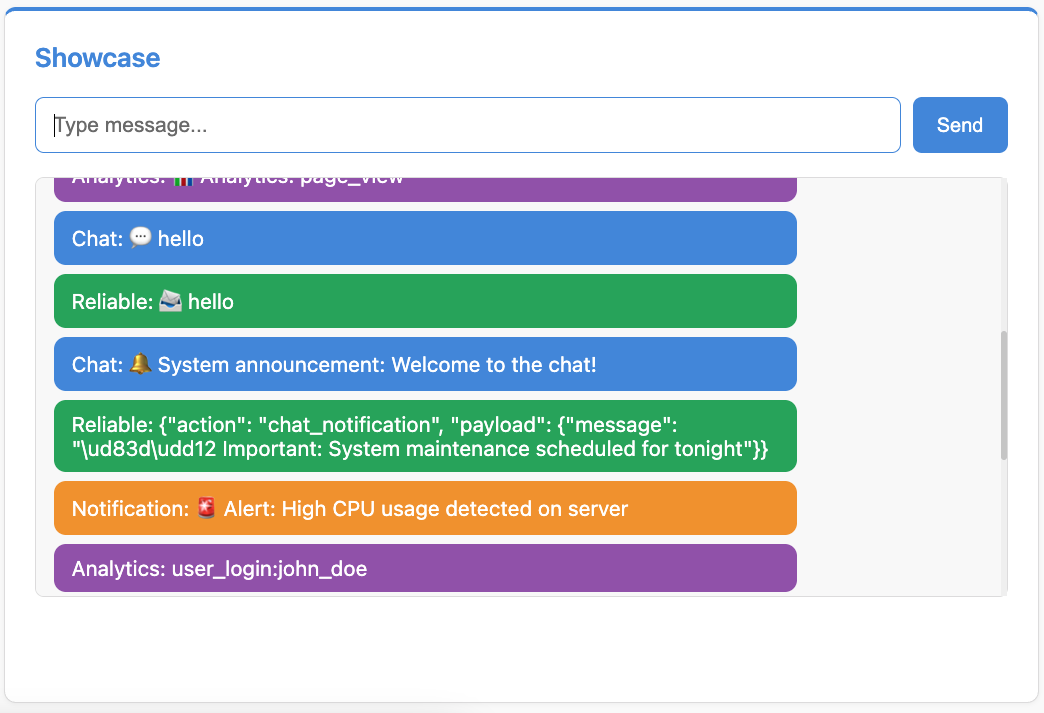 Showcase
Type message...
Send
Analytics: 📊 Analytics: page_view
Chat: 💬 hello
Reliable: 📨 hello
Chat: 🔔 System announcement: Welcome to the chat!
Reliable: {"action": "chat_notification", "payload": {"message":
"\ud83d\udd12 Important: System maintenance scheduled for tonight"}}
Notification: 🚨 Alert: High CPU usage detected on server
Analytics: user_login:john_doe